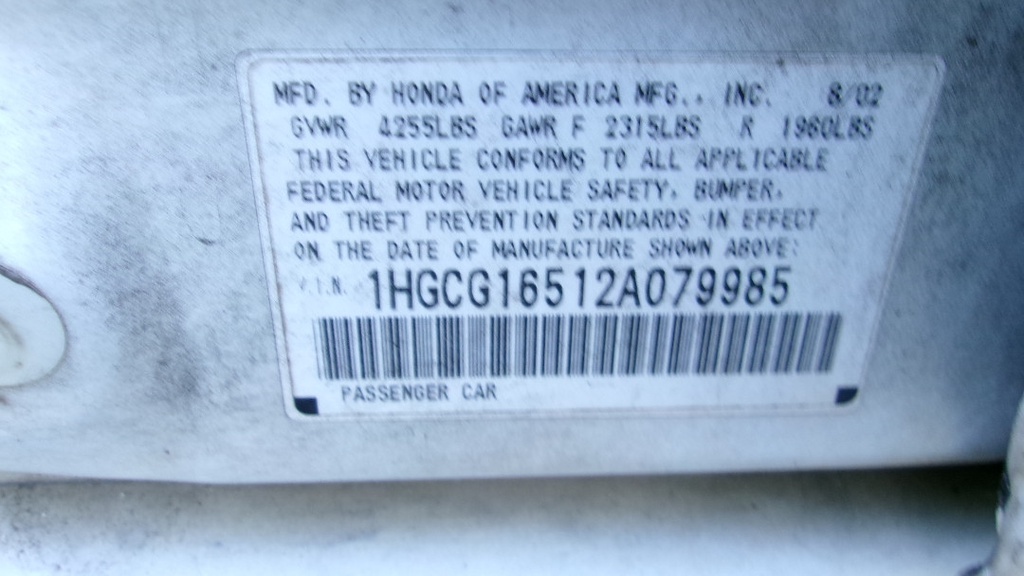 MFD. BY HONDA OF AMERICA MFG., INC. 8/02
GVWR 4255LBS GAWR F 2315LBS R 1960LBS
THIS VEHICLE CONFORMS TO ALL APPLICABLE
FEDERAL MOTOR VEHICLE SAFETY, BUMPER,
AND THEFT PREVENTION STANDARDS IN EFFECT
ON THE DATE OF MANUFACTURE SHOWN ABOVE:
V.I.N. 1HGCG16512A079985
PASSENGER CAR